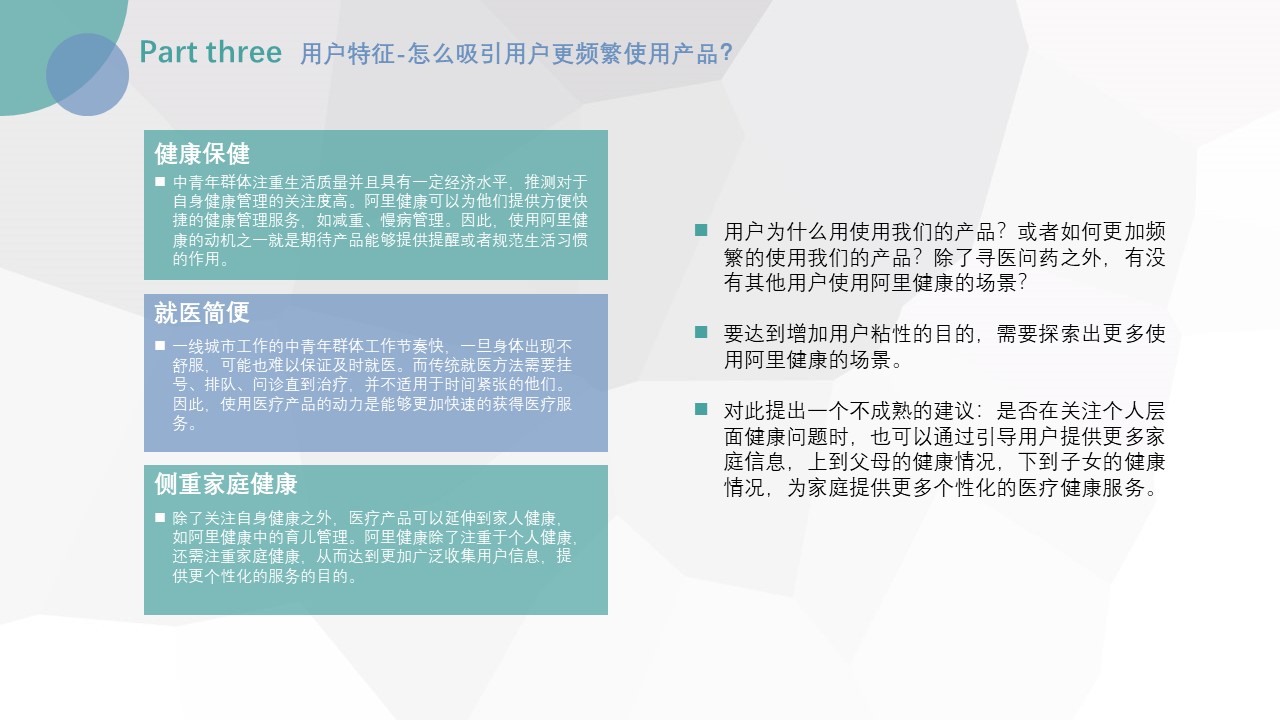 Part three 用户特征-怎么吸引用户更频繁使用产品?
健康保健
中青年群体注重生活质量并且具有一定经济水平，推测对于
自身健康管理的关注度高。阿里健康可以为他们提供方便快
捷的健康管理服务，如减重、慢病管理。因此，使用阿里健
康的动机之一就是期待产品能够提供提醒或者规范生活习惯
的作用。
就医简便
一线城市工作的中青年群体工作节奏快，一旦身体出现不
舒服，可能也难以保证及时就医。而传统就医方法需要挂
号、排队、问诊直到治疗，并不适用于时间紧张的他们。
因此，使用医疗产品的动力是能够更加快速的获得医疗服
务。
侧重家庭健康
除了关注自身健康之外，医疗产品可以延伸到家人健康，
如阿里健康中的育儿管理。阿里健康除了注重于个人健康，
还需注重家庭健康，从而达到更加广泛收集用户信息，提
供更个性化的服务的目的。
用户为什么用使用我们的产品？或者如何更加频
繁的使用我们的产品？除了寻医问药之外，有没
有其他用户使用阿里健康的场景？
要达到增加用户粘性的目的，需要探索出更多使
用阿里健康的场景。
对此提出一个不成熟的建议：是否在关注个人层
面健康问题时，也可以通过引导用户提供更多家
庭信息，上到父母的健康情况，下到子女的健康
情况，为家庭提供更多个性化的医疗健康服务。